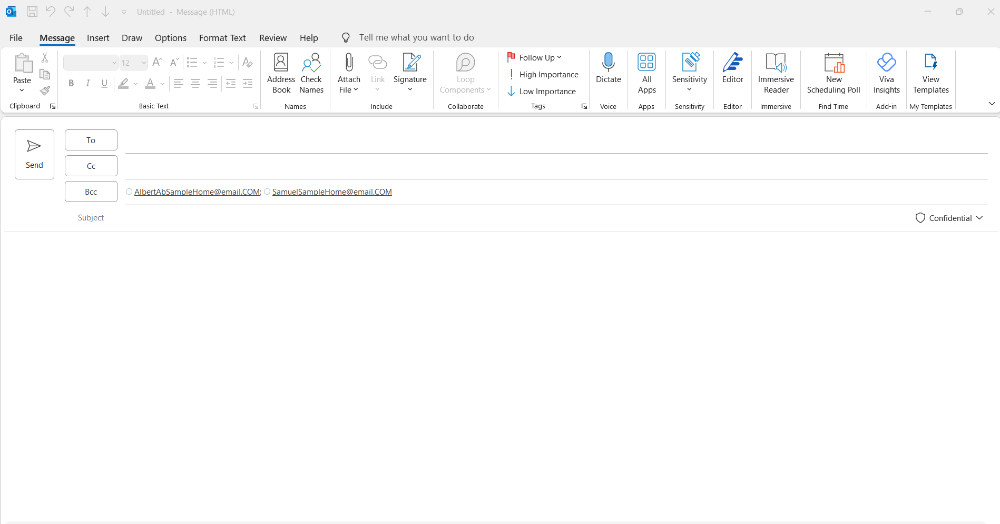 Untitled - Message (HTML)
File Message Insert Draw Options Format Text Review Help Tell me what you want to do
Paste
Clipboard
12
B I U
Basic Text
Address Book
Check Names
Names
Attach File
Link
Signature
Include
Loop Components
Collaborate
Follow Up
High Importance
Low Importance
Tags
Dictate
Voice
All Apps
Apps
Sensitivity
Sensitivity
Editor
Editor
Immersive Reader
Immersive
New Scheduling Poll
Find Time
Viva Insights
Add-in
View Templates
My Templates
Send
To
Cc
Bcc AlbertAbSampleHome@email.COM; SamuelSampleHome@email.COM
Subject Confidential